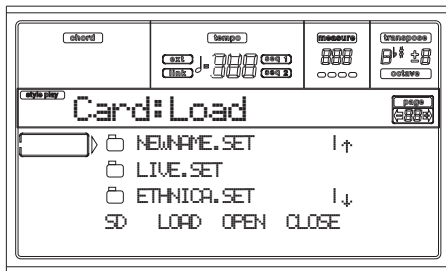 chord tempo measure transpose
ext seq 1
link seq 2
octave
style play
Card:Load
page
NEWNAME.SET
LIVE.SET
ETHNICA.SET
SD LOAD OPEN CLOSE